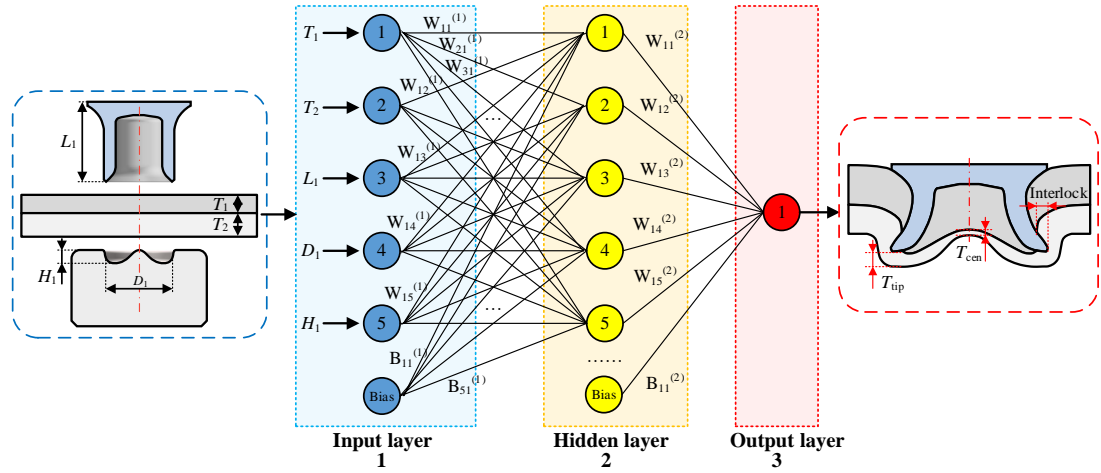 L₁
T₁
T₂
H₁
D₁
T₁
T₂
L₁
D₁
H₁
1
2
3
4
5
Bias
W₁₁⁽¹⁾
W₂₁⁽¹⁾
W₃₁⁽¹⁾
W₁₂⁽¹⁾
...
W₁₃⁽¹⁾
W₁₄⁽¹⁾
W₁₅⁽¹⁾
...
B₁₁⁽¹⁾
B₅₁⁽¹⁾
1
2
3
4
5
……
Bias
W₁₁⁽²⁾
W₁₂⁽²⁾
W₁₃⁽²⁾
W₁₄⁽²⁾
W₁₅⁽²⁾
B₁₁⁽²⁾
1
Interlock
T_cen
T_tip
Input layer
1
Hidden layer
2
Output layer
3